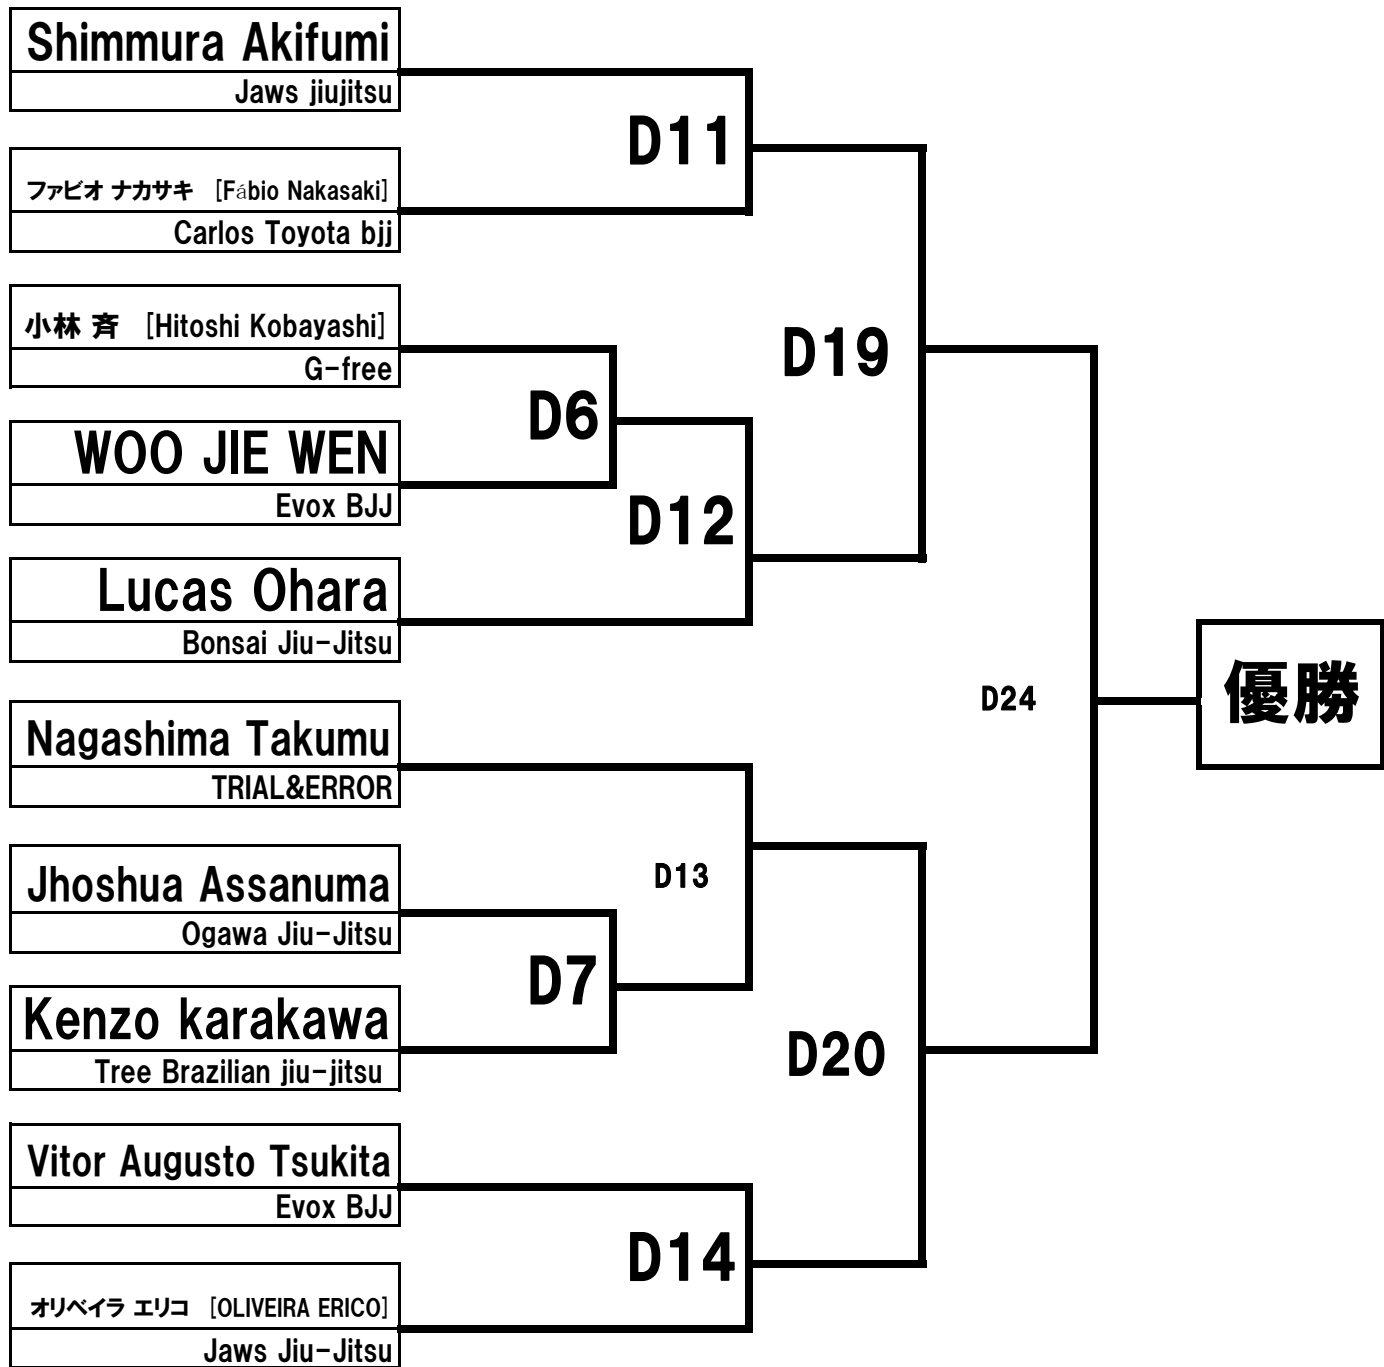 Shimmura Akifumi
Jaws jiujitsu
D11
ファビオ ナカサキ [Fábio Nakasaki]
Carlos Toyota bjj
小林 斉 [Hitoshi Kobayashi]
G-free
D19
D6
WOO JIE WEN
Evox BJJ
D12
Lucas Ohara
Bonsai Jiu-Jitsu
D24
優勝
Nagashima Takumu
TRIAL&ERROR
D13
Jhoshua Assanuma
Ogawa Jiu-Jitsu
D7
Kenzo karakawa
Tree Brazilian jiu-jitsu
D20
Vitor Augusto Tsukita
Evox BJJ
D14
オリベイラ エリコ [OLIVEIRA ERICO]
Jaws Jiu-Jitsu